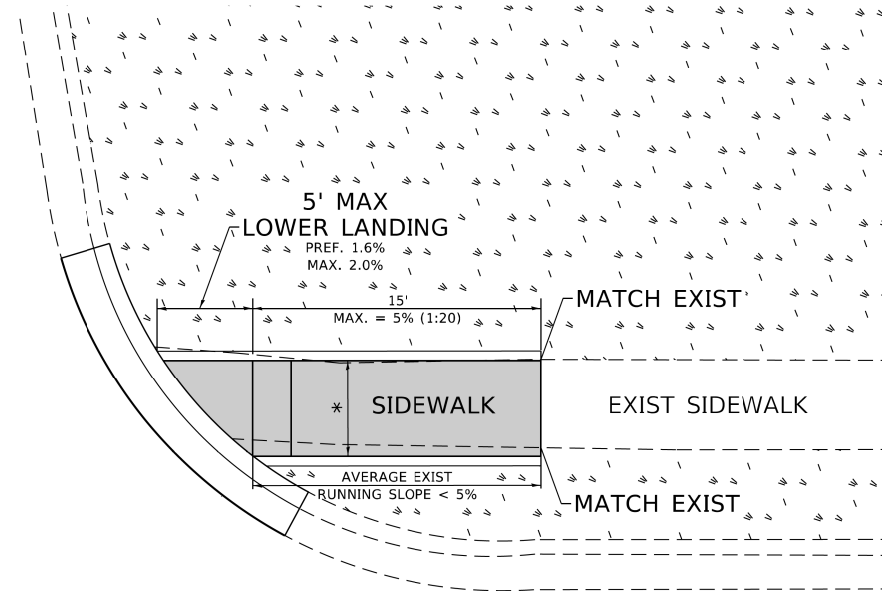 5' MAX
LOWER LANDING
PREF. 1.6%
MAX. 2.0%
15'
MAX. = 5% (1:20)
MATCH EXIST
* SIDEWALK
EXIST SIDEWALK
AVERAGE EXIST
RUNNING SLOPE < 5%
MATCH EXIST